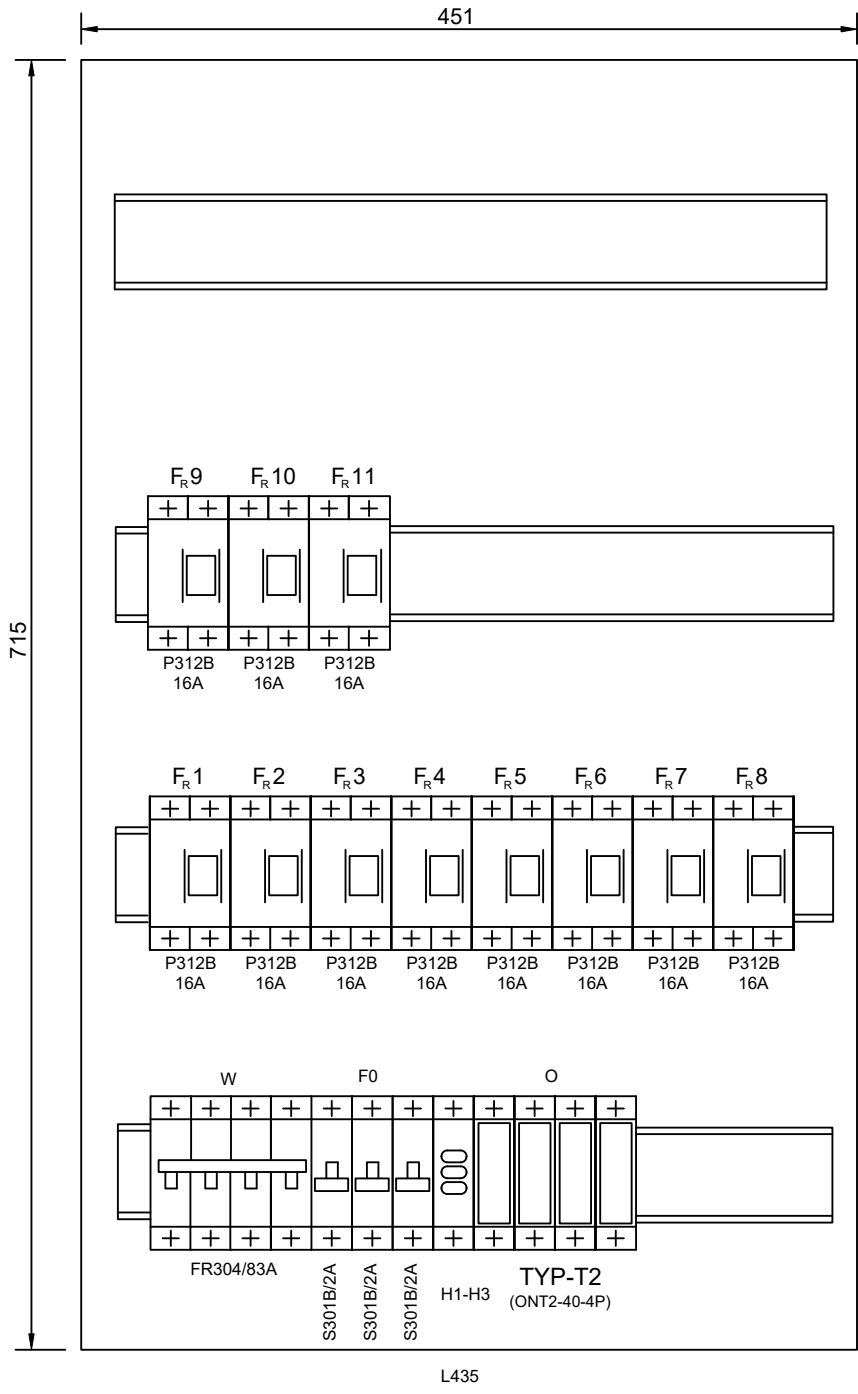 451
715
FR9 FR10 FR11
P312B P312B P312B
16A 16A 16A
FR1 FR2 FR3 FR4 FR5 FR6 FR7 FR8
P312B P312B P312B P312B P312B P312B P312B P312B
16A 16A 16A 16A 16A 16A 16A 16A
W F0 O
FR304/83A
S301B/2A
S301B/2A
S301B/2A
H1-H3
TYP-T2
(ONT2-40-4P)
L435